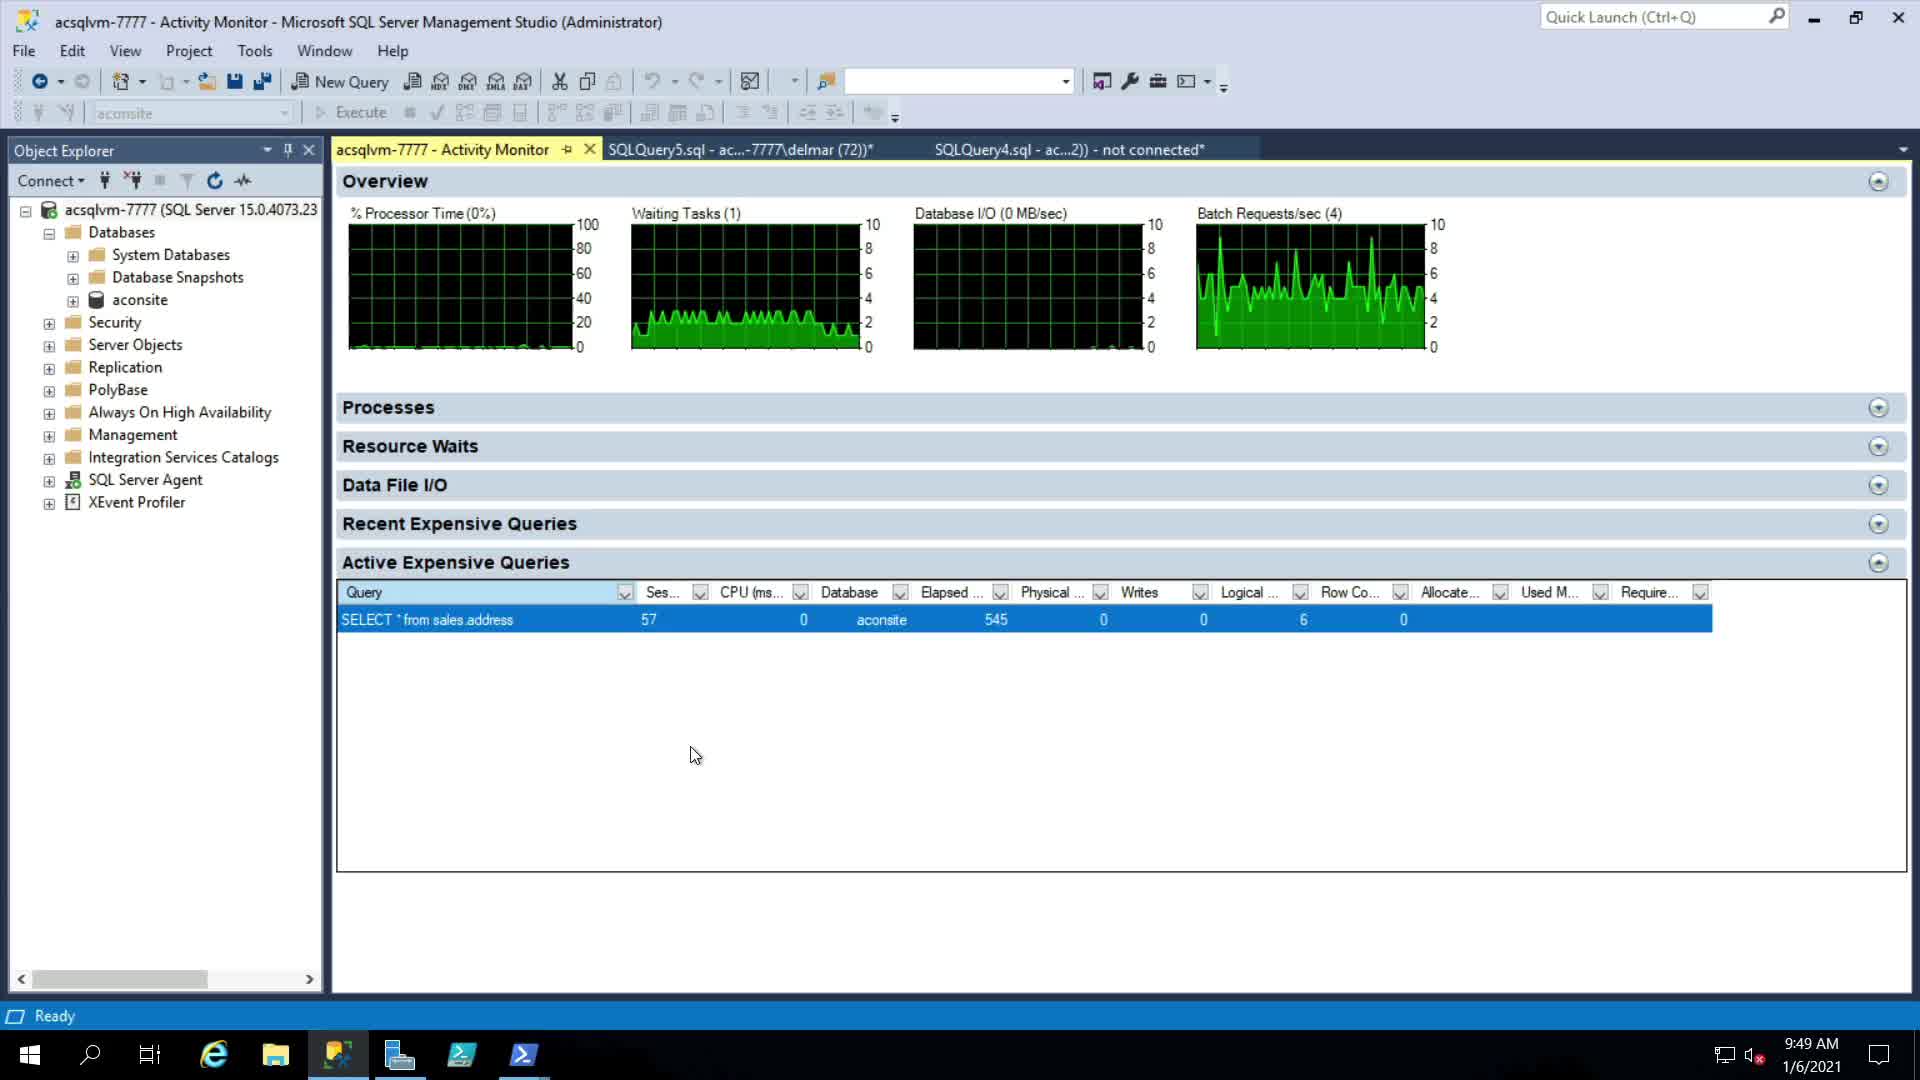 acsqlvm-7777 - Activity Monitor - Microsoft SQL Server Management Studio (Administrator)
Quick Launch (Ctrl+Q)
File Edit View Project Tools Window Help
New Query
MDX DMX XMLA DAX
aconsite
Execute
Object Explorer
acsqlvm-7777 - Activity Monitor
SQLQuery5.sql - ac...-7777\delmar (72))*
SQLQuery4.sql - ac...2)) - not connected*
Connect
acsqlvm-7777 (SQL Server 15.0.4073.23
Databases
System Databases
Database Snapshots
aconsite
Security
Server Objects
Replication
PolyBase
Always On High Availability
Management
Integration Services Catalogs
SQL Server Agent
XEvent Profiler
Overview
% Processor Time (0%)
100
80
60
40
20
0
Waiting Tasks (1)
10
8
6
4
2
0
Database I/O (0 MB/sec)
10
8
6
4
2
0
Batch Requests/sec (4)
10
8
6
4
2
0
Processes
Resource Waits
Data File I/O
Recent Expensive Queries
Active Expensive Queries
Query Ses... CPU (ms... Database Elapsed ... Physical ... Writes Logical ... Row Co... Allocate... Used M... Require...
SELECT * from sales.address 57 0 aconsite 545 0 0 6 0
Ready
9:49 AM
1/6/2021